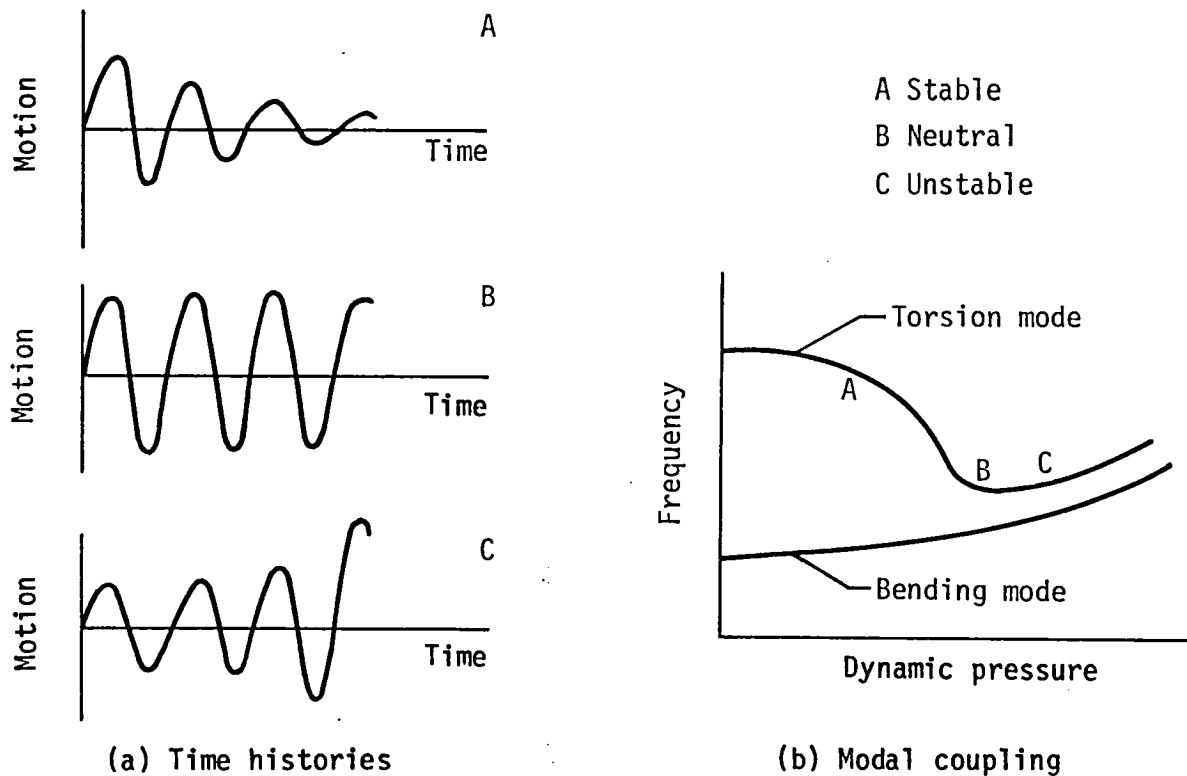 A
Motion
Time
B
Motion
Time
C
Motion
Time
(a) Time histories
A Stable
B Neutral
C Unstable
Torsion mode
A
B
C
Frequency
Bending mode
Dynamic pressure
(b) Modal coupling